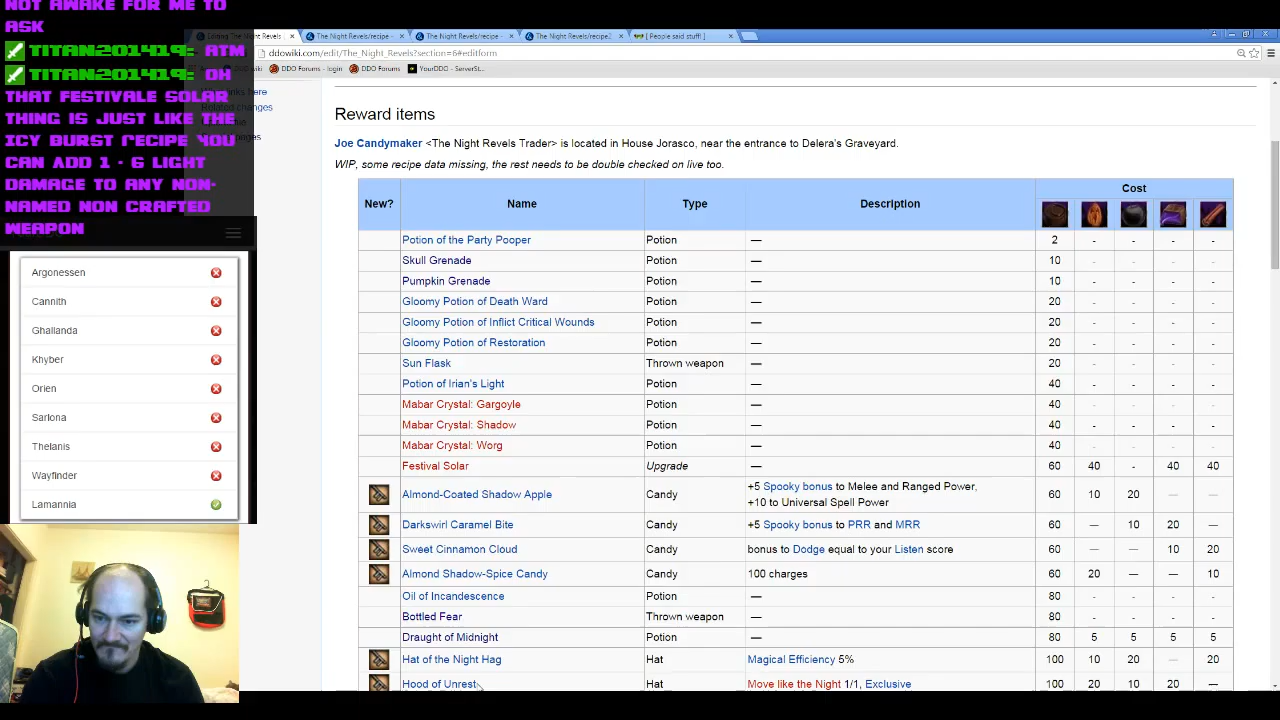 NOT AWAKE FOR ME TO
ASK
TITAN201419: ATM
TITAN201419: OH
THAT FESTIVALE SOLAR
THING IS JUST LIKE THE
ICY BURST RECIPE YOU
CAN ADD 1 - 6 LIGHT
DAMAGE TO ANY NON-
NAMED NON CRAFTED
WEAPON
Argonessen
Cannith
Ghallanda
Khyber
Orien
Sarlona
Thelanis
Wayfinder
Lamannia
Editing The Night Revels
The Night Revels/recipe
The Night Revels/recipe
The Night Revels/recipe2
[ People said stuff! ]
ddowiki.com/edit/The_Night_Revels?section=6#editform
DDO Forums - login
DDO Forums
YourDDO - ServerSt...
links here
Related changes
Reward items
Joe Candymaker <The Night Revels Trader> is located in House Jorasco, near the entrance to Delera's Graveyard.
WIP, some recipe data missing, the rest needs to be double checked on live too.
New? Name Type Description Cost
Potion of the Party Pooper Potion — 2 - - - -
Skull Grenade Potion — 10 - - - -
Pumpkin Grenade Potion — 10 - - - -
Gloomy Potion of Death Ward Potion — 20 - - - -
Gloomy Potion of Inflict Critical Wounds Potion — 20 - - - -
Gloomy Potion of Restoration Potion — 20 - - - -
Sun Flask Thrown weapon — 20 - - - -
Potion of Irian's Light Potion — 40 - - - -
Mabar Crystal: Gargoyle Potion — 40 - - - -
Mabar Crystal: Shadow Potion — 40 - - - -
Mabar Crystal: Worg Potion — 40 - - - -
Festival Solar Upgrade — 60 40 - 40 40
Almond-Coated Shadow Apple Candy +5 Spooky bonus to Melee and Ranged Power,
+10 to Universal Spell Power 60 10 20 — —
Darkswirl Caramel Bite Candy +5 Spooky bonus to PRR and MRR 60 — 10 20 —
Sweet Cinnamon Cloud Candy bonus to Dodge equal to your Listen score 60 — — 10 20
Almond Shadow-Spice Candy Candy 100 charges 60 20 — — 10
Oil of Incandescence Potion — 80 - - - -
Bottled Fear Thrown weapon — 80 - - - -
Draught of Midnight Potion — 80 5 5 5 5
Hat of the Night Hag Hat Magical Efficiency 5% 100 10 20 — 20
Hood of Unrest Hat Move like the Night 1/1, Exclusive 100 20 10 20 —